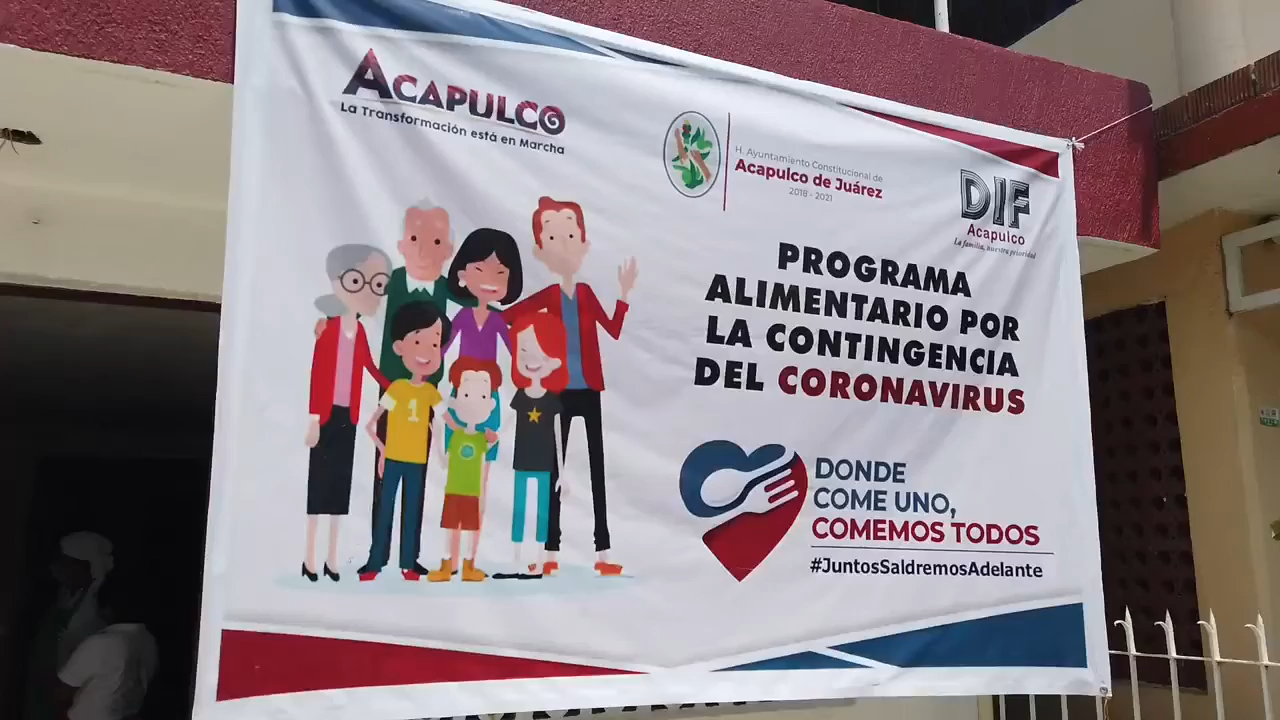 ACAPULCO
La Transformación está en Marcha
H. Ayuntamiento Constitucional de
Acapulco de Juárez
2018 - 2021
DIF
Acapulco
La familia, nuestra prioridad
PROGRAMA
ALIMENTARIO POR
LA CONTINGENCIA
DEL CORONAVIRUS
1
DONDE
COME UNO,
COMEMOS TODOS
#JuntosSaldremosAdelante